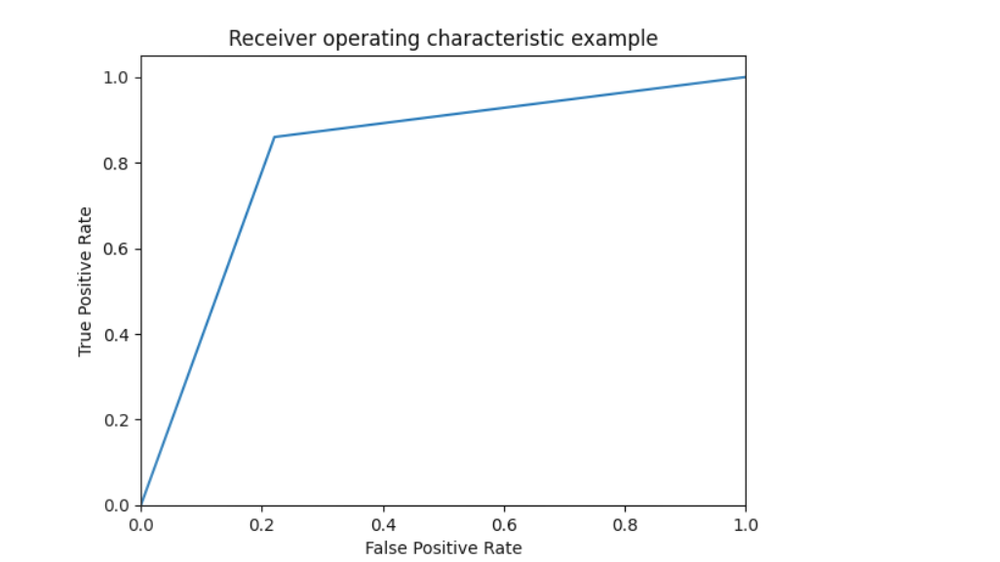 Receiver operating characteristic example
1.0
0.8
0.6
0.4
0.2
0.0
True Positive Rate
0.0 0.2 0.4 0.6 0.8 1.0
False Positive Rate